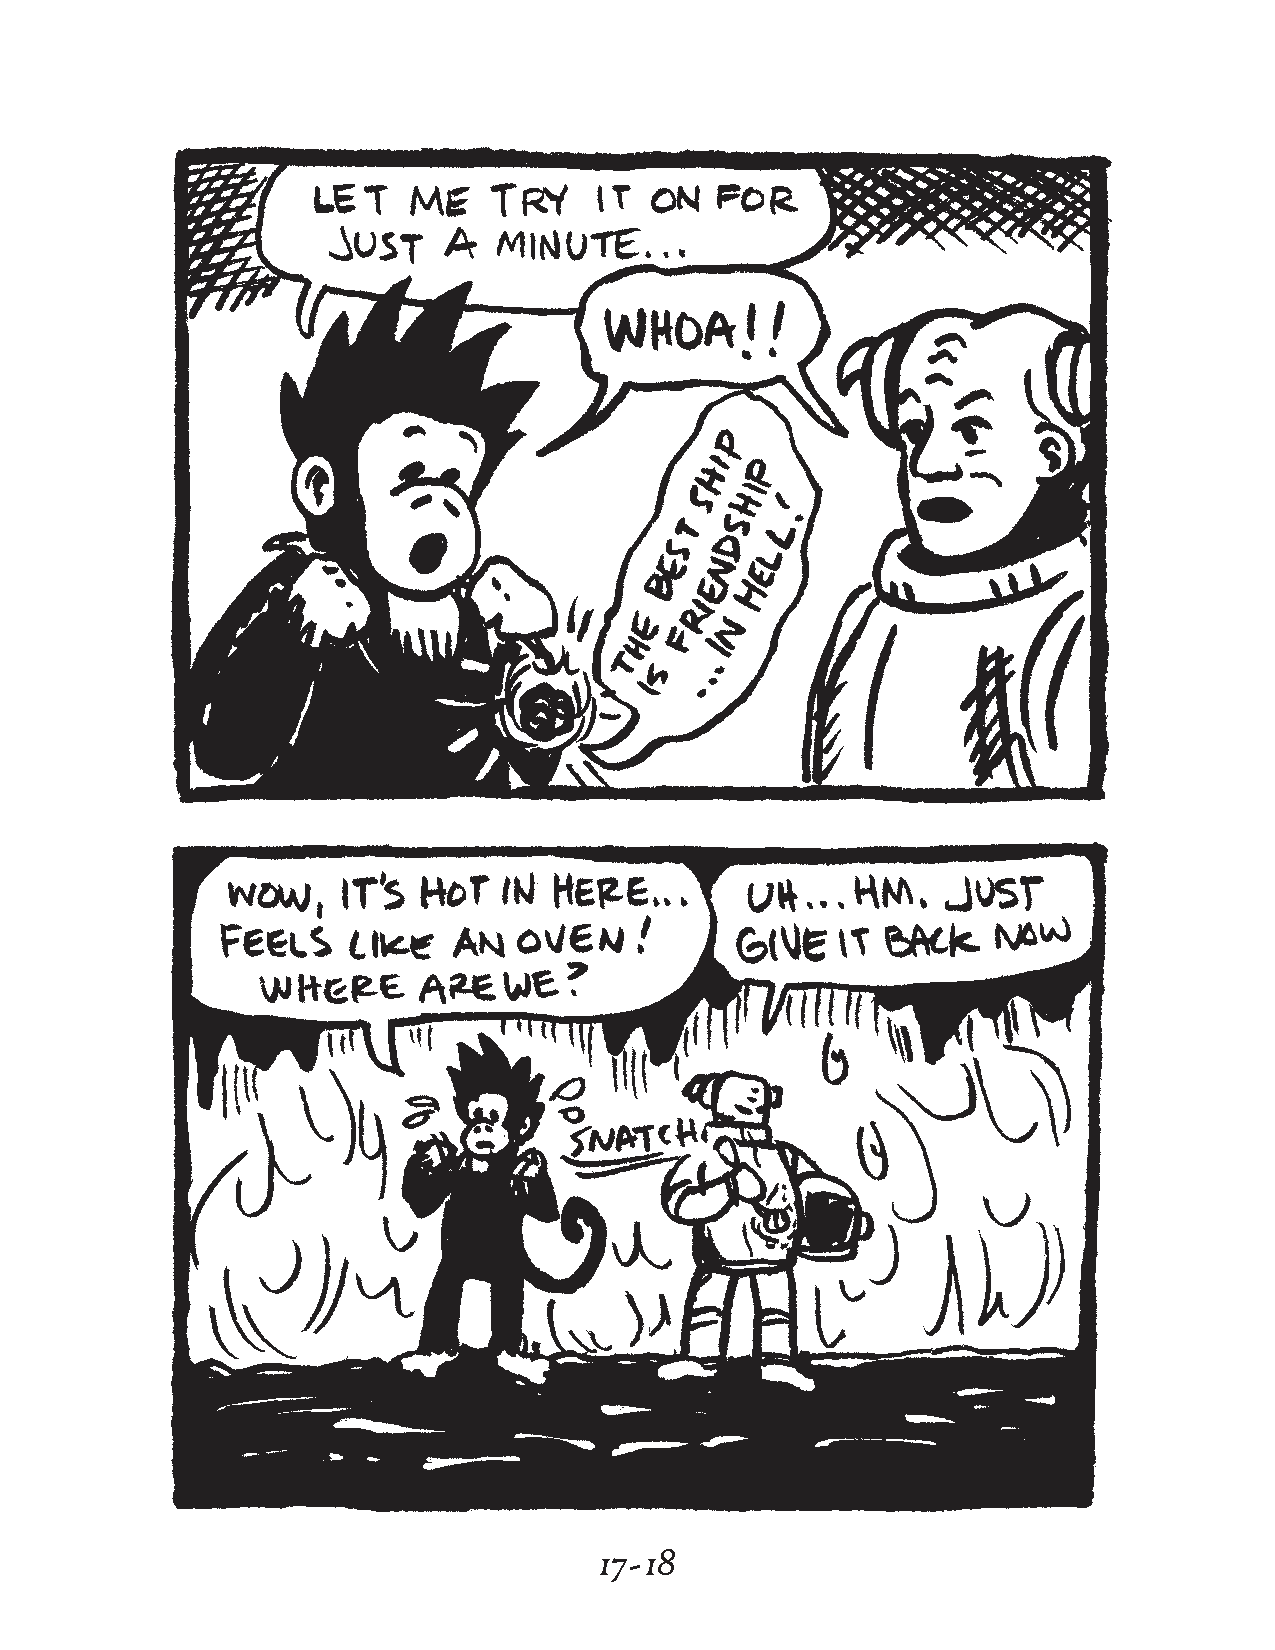 LET ME TRY IT ON FOR
JUST A MINUTE...
WHOA!!
THE BEST SHIP
IS FRIENDSHIP
...IN HELL!
WOW, IT'S HOT IN HERE...
FEELS LIKE AN OVEN!
WHERE ARE WE?
UH...HM. JUST
GIVE IT BACK NOW
SNATCH!
17-18